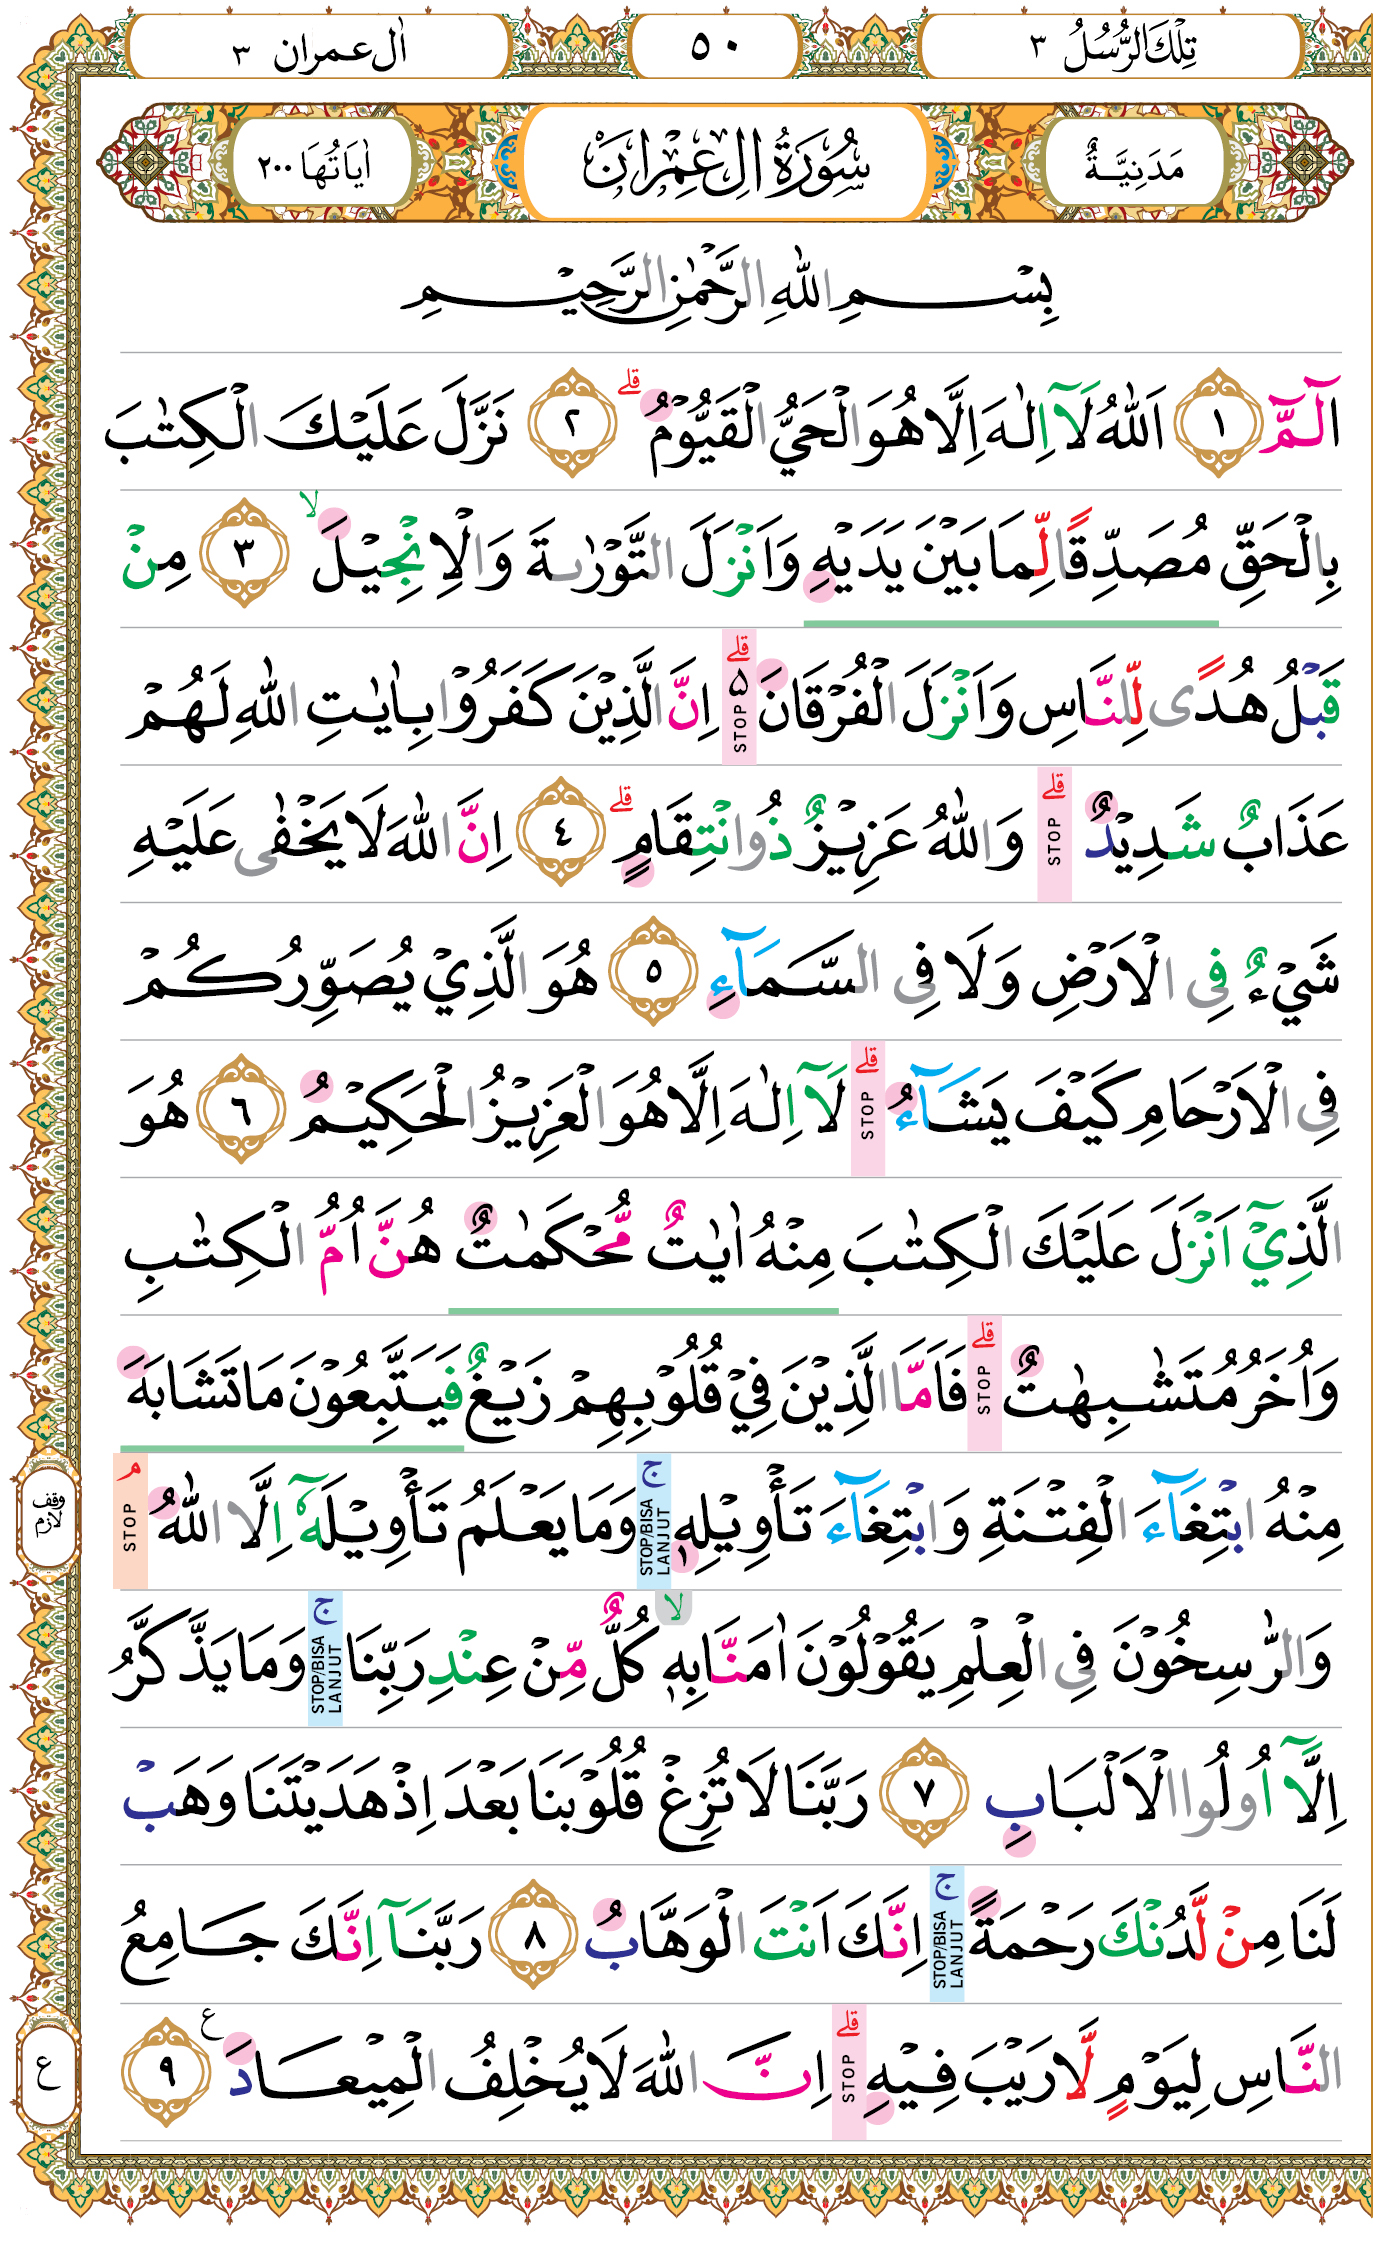 تِلْكَ الرُّسُلُ ٣
٥٠
اٰل عمران ٣
مَدَنِيَّةٌ
سُوْرَةُ اٰلِ عِمْرٰنَ
اٰيَاتُهَا ٢٠٠
بِسْمِ اللّٰهِ الرَّحْمٰنِ الرَّحِيْمِ
الۤمّۤ ١ اَللّٰهُ لَآ اِلٰهَ اِلَّا هُوَ الْحَيُّ الْقَيُّوْمُۗ ٢ نَزَّلَ عَلَيْكَ الْكِتٰبَ
بِالْحَقِّ مُصَدِّقًا لِّمَا بَيْنَ يَدَيْهِ وَاَنْزَلَ التَّوْرٰىةَ وَالْاِنْجِيْلَۙ ٣ مِنْ
قَبْلُ هُدًى لِّلنَّاسِ وَاَنْزَلَ الْفُرْقَانَ ۗ ۵ STOP اِنَّ الَّذِيْنَ كَفَرُوْا بِاٰيٰتِ اللّٰهِ لَهُمْ
عَذَابٌ شَدِيْدٌ ۗ STOP وَاللّٰهُ عَزِيْزٌ ذُو انْتِقَامٍۗ ٤ اِنَّ اللّٰهَ لَا يَخْفٰى عَلَيْهِ
شَيْءٌ فِى الْاَرْضِ وَلَا فِى السَّمَاۤءِ ٥ هُوَ الَّذِيْ يُصَوِّرُكُمْ
فِى الْاَرْحَامِ كَيْفَ يَشَاۤءُ ۗ STOP لَآ اِلٰهَ اِلَّا هُوَ الْعَزِيْزُ الْحَكِيْمُ ٦ هُوَ
الَّذِيْٓ اَنْزَلَ عَلَيْكَ الْكِتٰبَ مِنْهُ اٰيٰتٌ مُّحْكَمٰتٌ هُنَّ اُمُّ الْكِتٰبِ
وَاُخَرُ مُتَشٰبِهٰتٌ ۗ STOP فَاَمَّا الَّذِيْنَ فِيْ قُلُوْبِهِمْ زَيْغٌ فَيَتَّبِعُوْنَ مَا تَشَابَهَ
مِنْهُ ابْتِغَاۤءَ الْفِتْنَةِ وَابْتِغَاۤءَ تَأْوِيْلِهٖ ۚ STOP/BISA LANJUT وَمَا يَعْلَمُ تَأْوِيْلَهٗٓ اِلَّا اللّٰهُ ۘ STOP
وقف لازم
وَالرّٰسِخُوْنَ فِى الْعِلْمِ يَقُوْلُوْنَ اٰمَنَّا بِهٖۙ كُلٌّ مِّنْ عِنْدِ رَبِّنَا ۚ STOP/BISA LANJUT وَمَا يَذَّكَّرُ
اِلَّآ اُولُوا الْاَلْبَابِ ٧ رَبَّنَا لَا تُزِغْ قُلُوْبَنَا بَعْدَ اِذْ هَدَيْتَنَا وَهَبْ
لَنَا مِنْ لَّدُنْكَ رَحْمَةً ۚ STOP/BISA LANJUT اِنَّكَ اَنْتَ الْوَهَّابُ ٨ رَبَّنَآ اِنَّكَ جَامِعُ
النَّاسِ لِيَوْمٍ لَّا رَيْبَ فِيْهِ ۗ STOP اِنَّ اللّٰهَ لَا يُخْلِفُ الْمِيْعَادَ ع ٩
ع